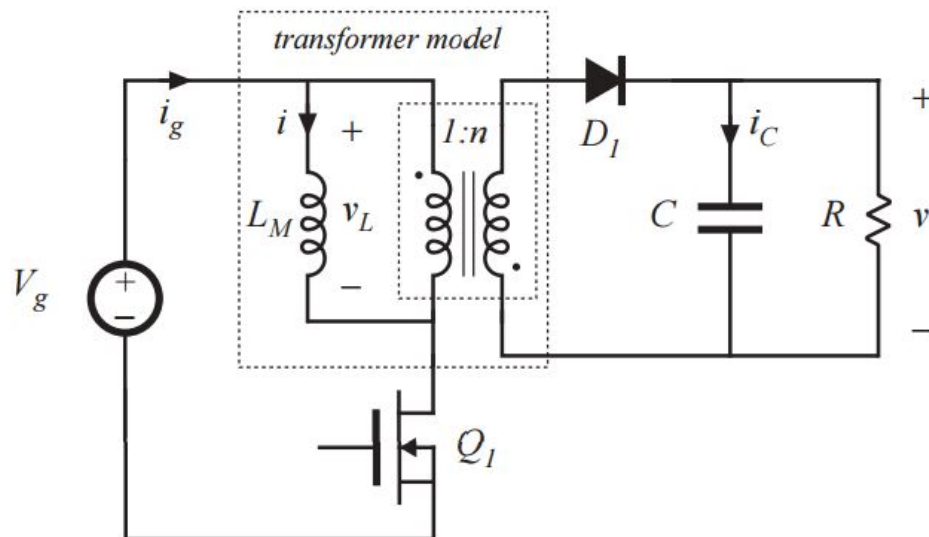 transformer model
i_g
i
+
1:n
D_1
i_C
+
L_M
v_L
C
R
v
V_g
+
−
−
−
Q_1